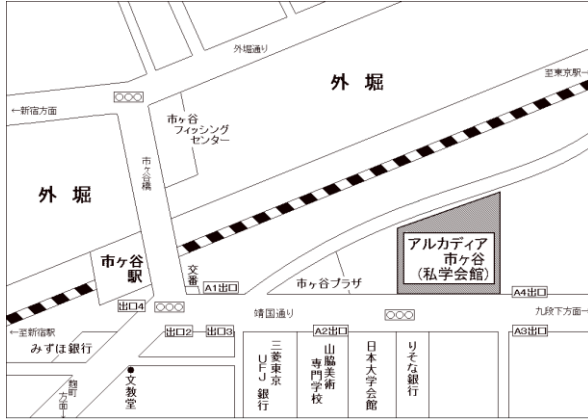 外堀通り
至東京駅→
←新宿方面
○○○
外 堀
市ヶ谷
フィッシング
センター
市ヶ谷橋
外 堀
アルカディア
市ヶ谷
(私学会館)
市ヶ谷
駅
交番
A1出口
市ヶ谷プラザ
A4出口
出口4
○○○
靖国通り
○○○
九段下方面→
←至新宿駅
みずほ銀行
出口2
出口3
A2出口
A3出口
麹町
方面
文教堂
三菱東京
UFJ銀行
山脇美術
専門学校
日本大学会館
りそな銀行